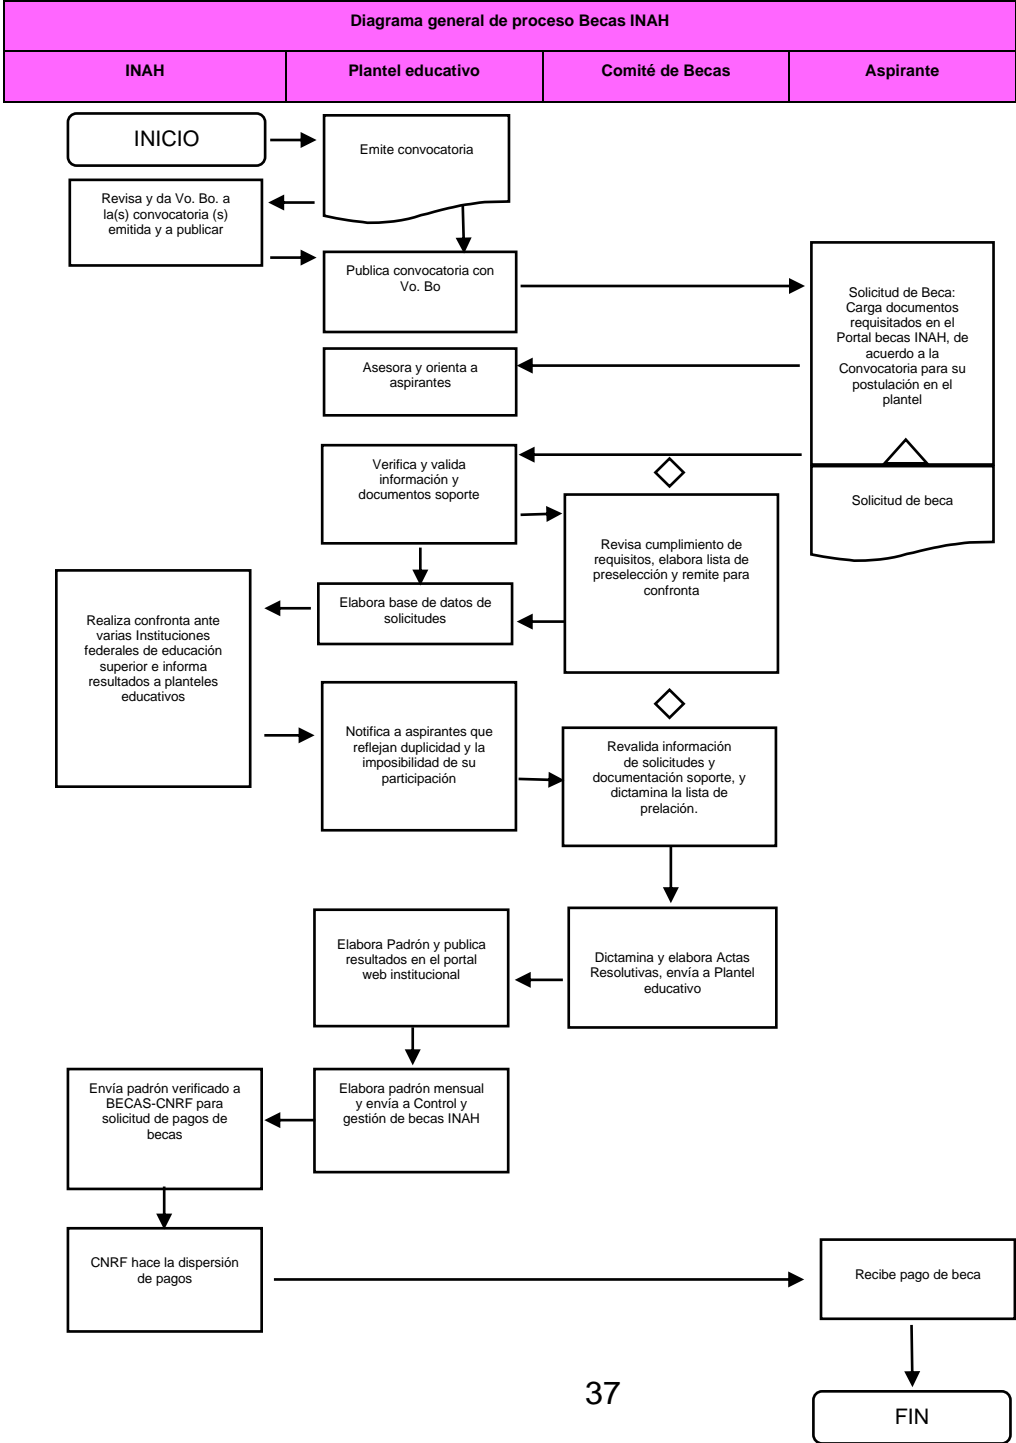 Diagrama general de proceso Becas INAH
INAH
Plantel educativo
Comité de Becas
Aspirante
INICIO
Emite convocatoria
Revisa y da Vo. Bo. a
la(s) convocatoria (s)
emitida y a publicar
Publica convocatoria con
Vo. Bo
Solicitud de Beca:
Carga documentos
requisitados en el
Portal becas INAH, de
acuerdo a la
Convocatoria para su
postulación en el
plantel
Asesora y orienta a
aspirantes
Verifica y valida
información y
documentos soporte
Solicitud de beca
Revisa cumplimiento de
requisitos, elabora lista de
preselección y remite para
confronta
Elabora base de datos de
solicitudes
Realiza confronta ante
varias Instituciones
federales de educación
superior e informa
resultados a planteles
educativos
Notifica a aspirantes que
reflejan duplicidad y la
imposibilidad de su
participación
Revalida información
de solicitudes y
documentación soporte, y
dictamina la lista de
prelación.
Elabora Padrón y publica
resultados en el portal
web institucional
Dictamina y elabora Actas
Resolutivas, envía a Plantel
educativo
Envía padrón verificado a
BECAS-CNRF para
solicitud de pagos de
becas
Elabora padrón mensual
y envía a Control y
gestión de becas INAH
CNRF hace la dispersión
de pagos
Recibe pago de beca
37
FIN